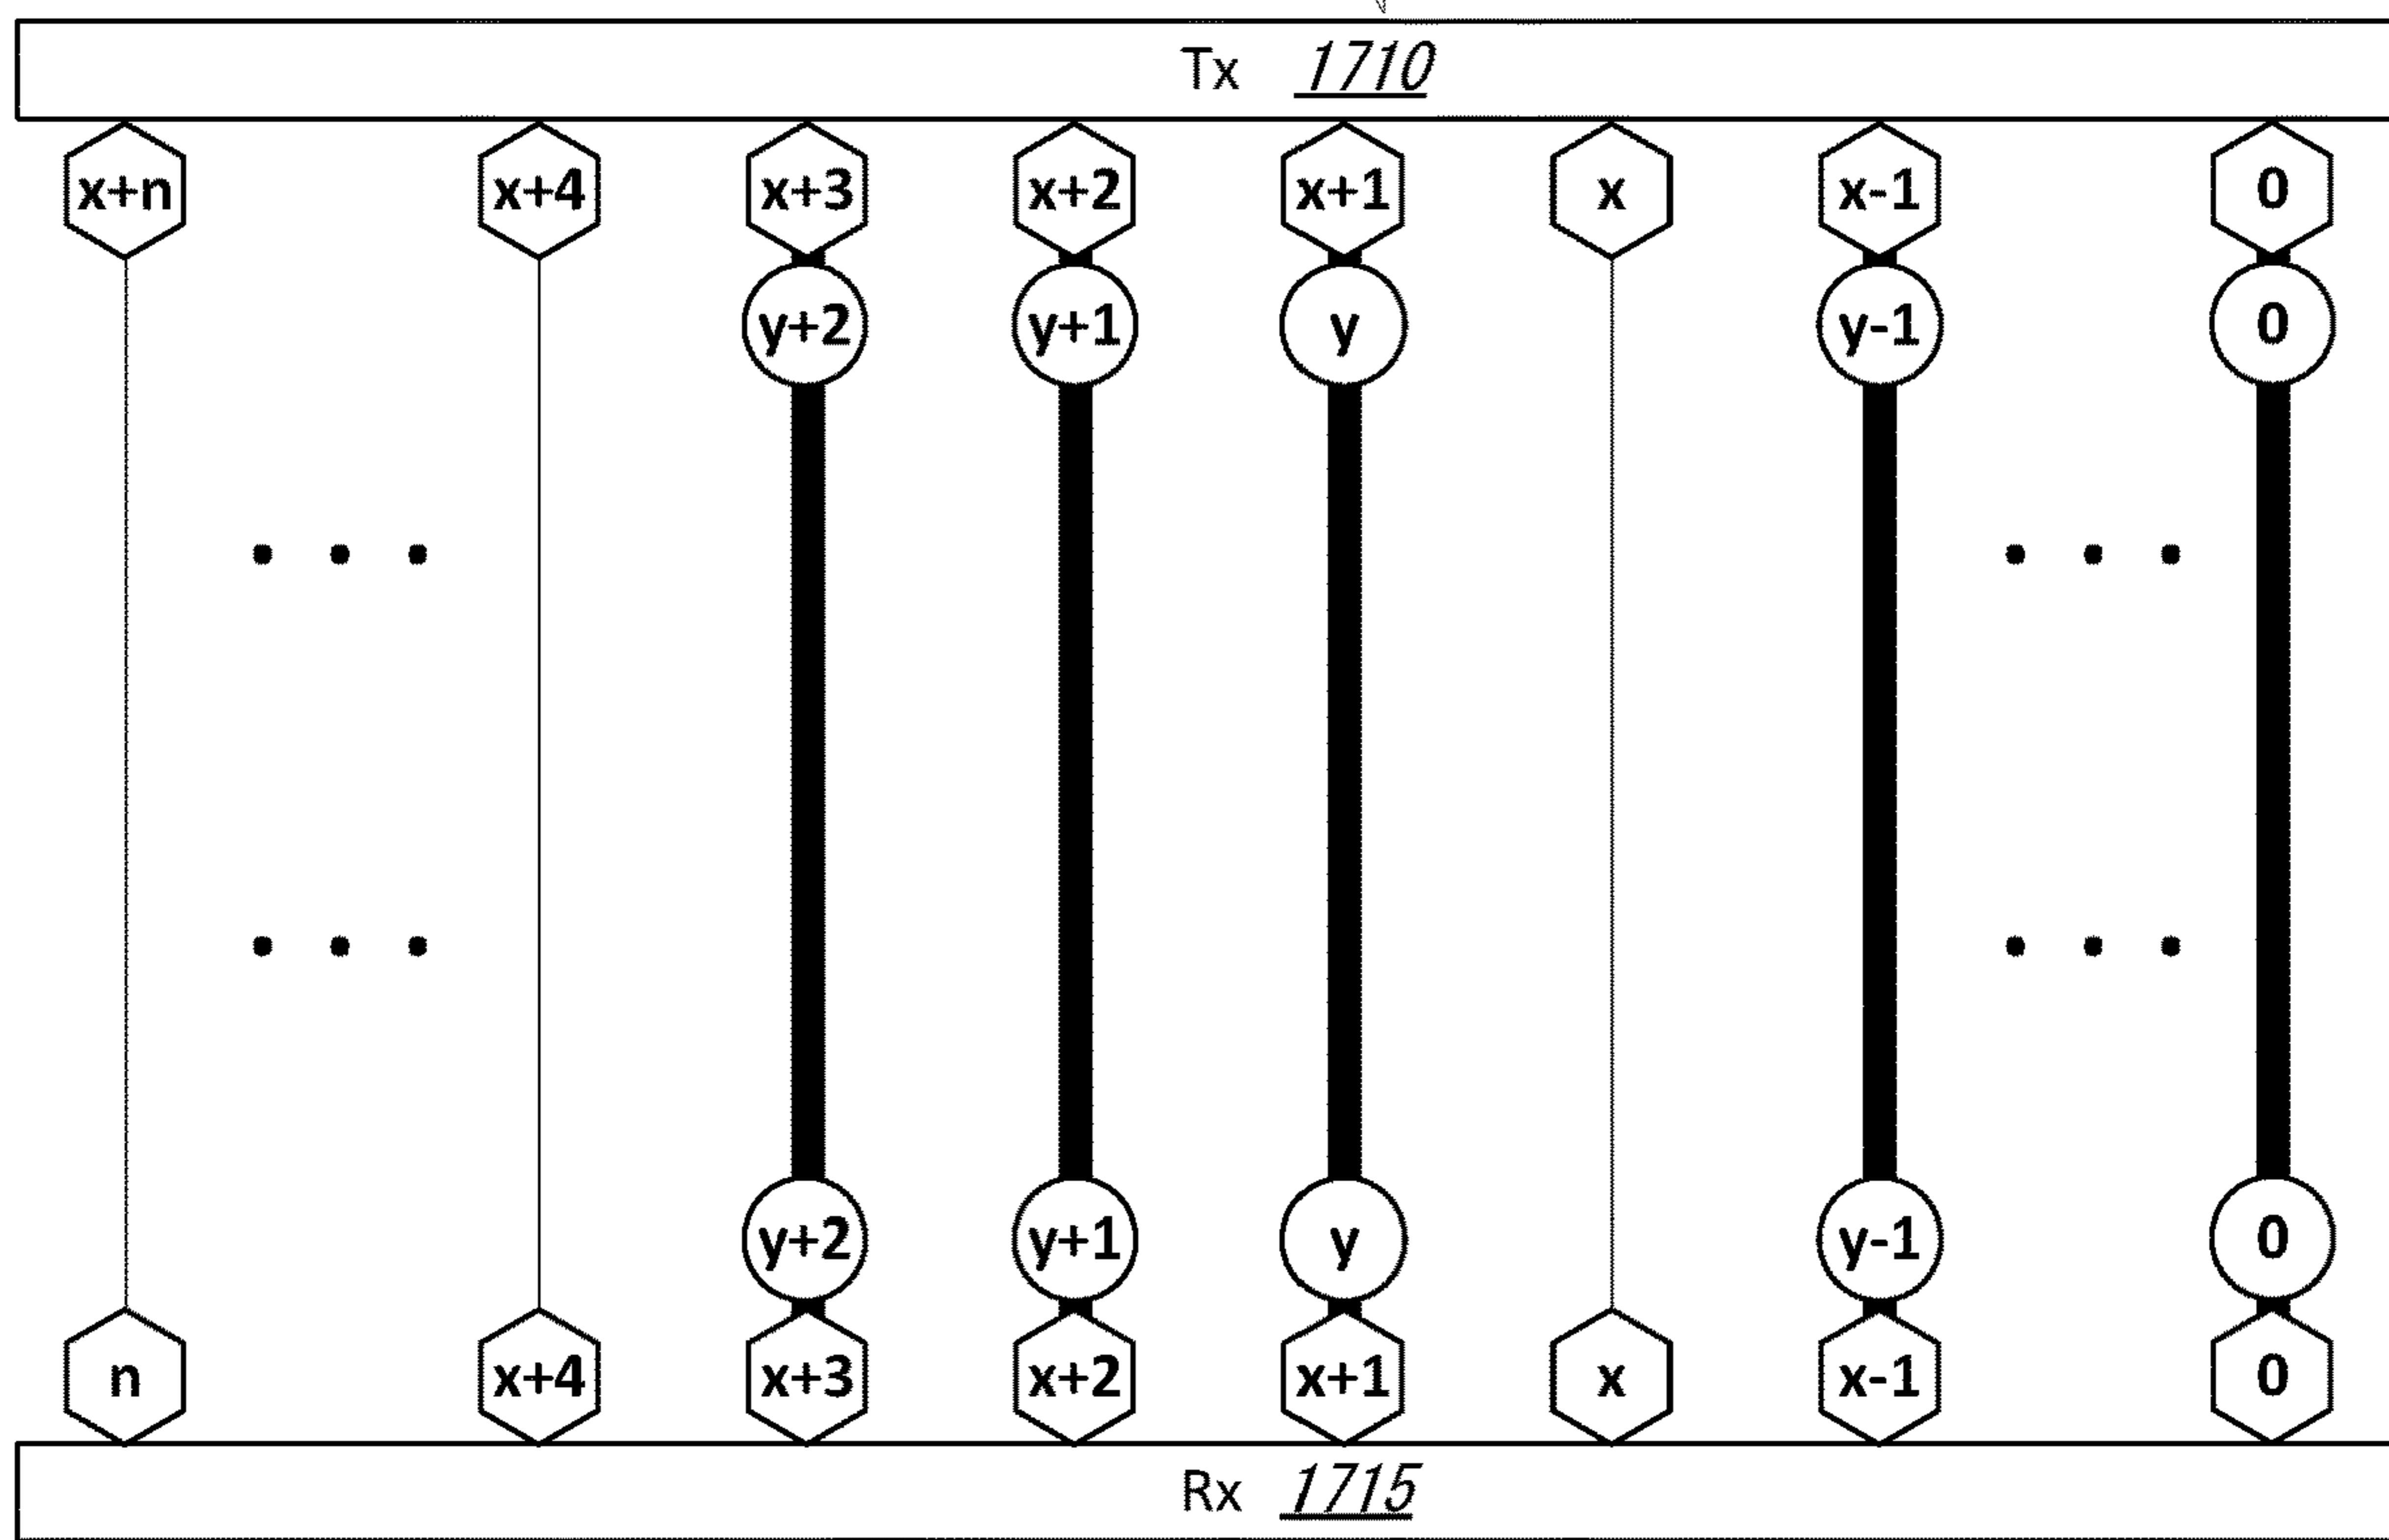 Tx 1710
x+n x+4 x+3 x+2 x+1 x x-1 0
y+2 y+1 y y-1 0
y+2 y+1 y y-1 0
n x+4 x+3 x+2 x+1 x x-1 0
Rx 1715